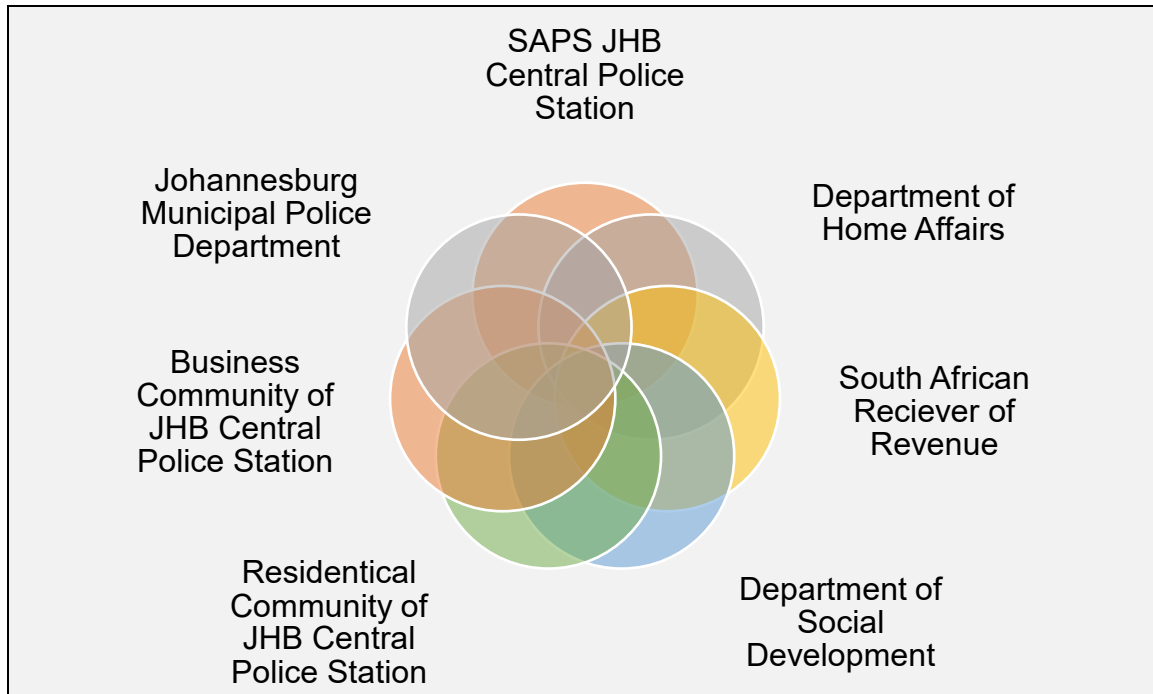 SAPS JHB
Central Police
Station
Johannesburg
Municipal Police
Department
Department of
Home Affairs
Business
Community of
JHB Central
Police Station
South African
Reciever of
Revenue
Residentical
Community of
JHB Central
Police Station
Department of
Social
Development